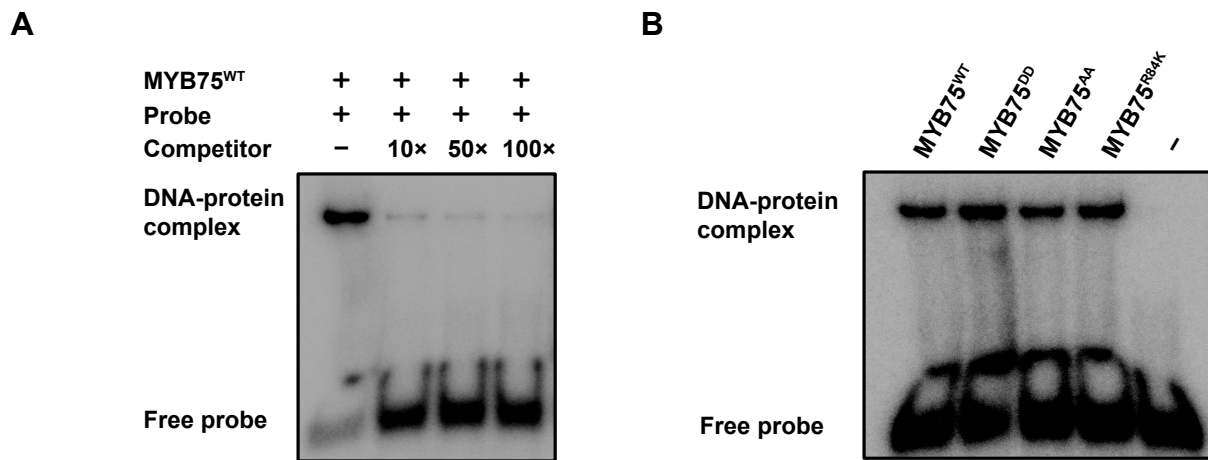 A
MYB75WT + + + +
Probe + + + +
Competitor – 10× 50× 100×
DNA-protein
complex
Free probe
B
MYB75WT MYB75DD MYB75AA MYB75R84K –
DNA-protein
complex
Free probe